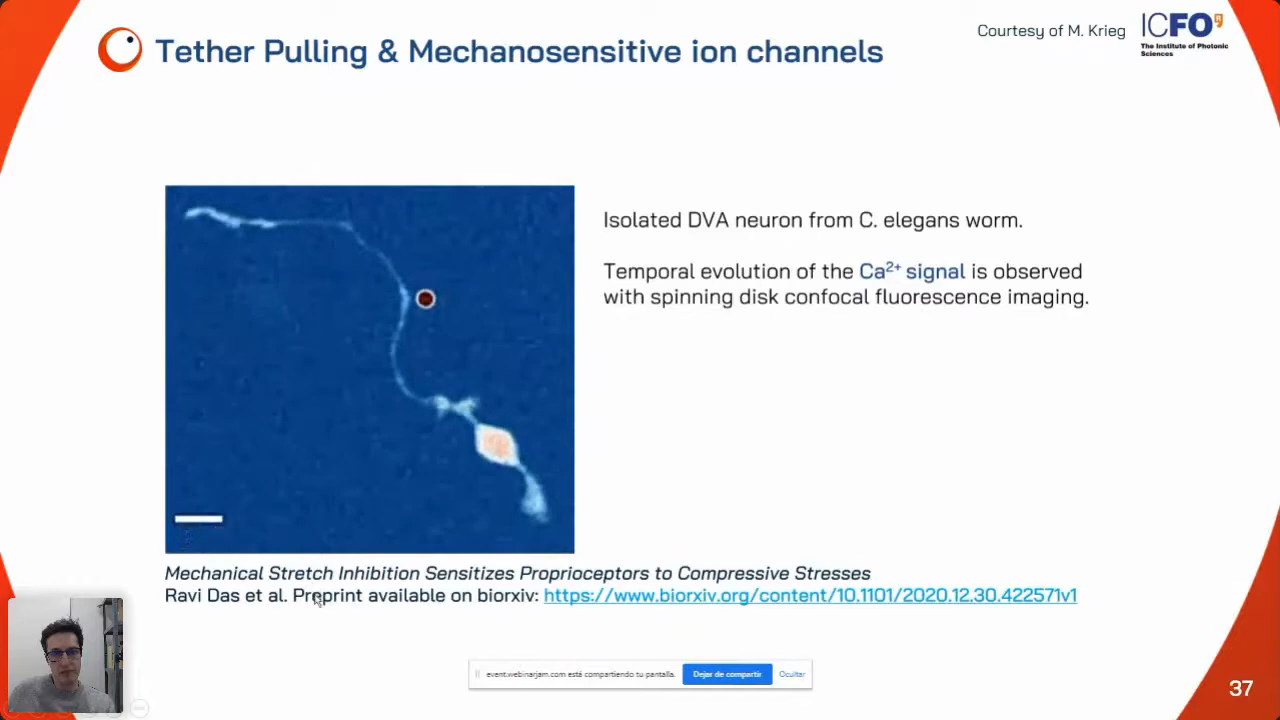 Tether Pulling & Mechanosensitive ion channels
Courtesy of M. Krieg
ICFO
The Institute of Photonic
Sciences
Isolated DVA neuron from C. elegans worm.
Temporal evolution of the Ca²⁺ signal is observed
with spinning disk confocal fluorescence imaging.
Mechanical Stretch Inhibition Sensitizes Proprioceptors to Compressive Stresses
Ravi Das et al. Preprint available on biorxiv: https://www.biorxiv.org/content/10.1101/2020.12.30.422571v1
event.webinarjam.com está compartiendo tu pantalla. Dejar de compartir Ocultar
37